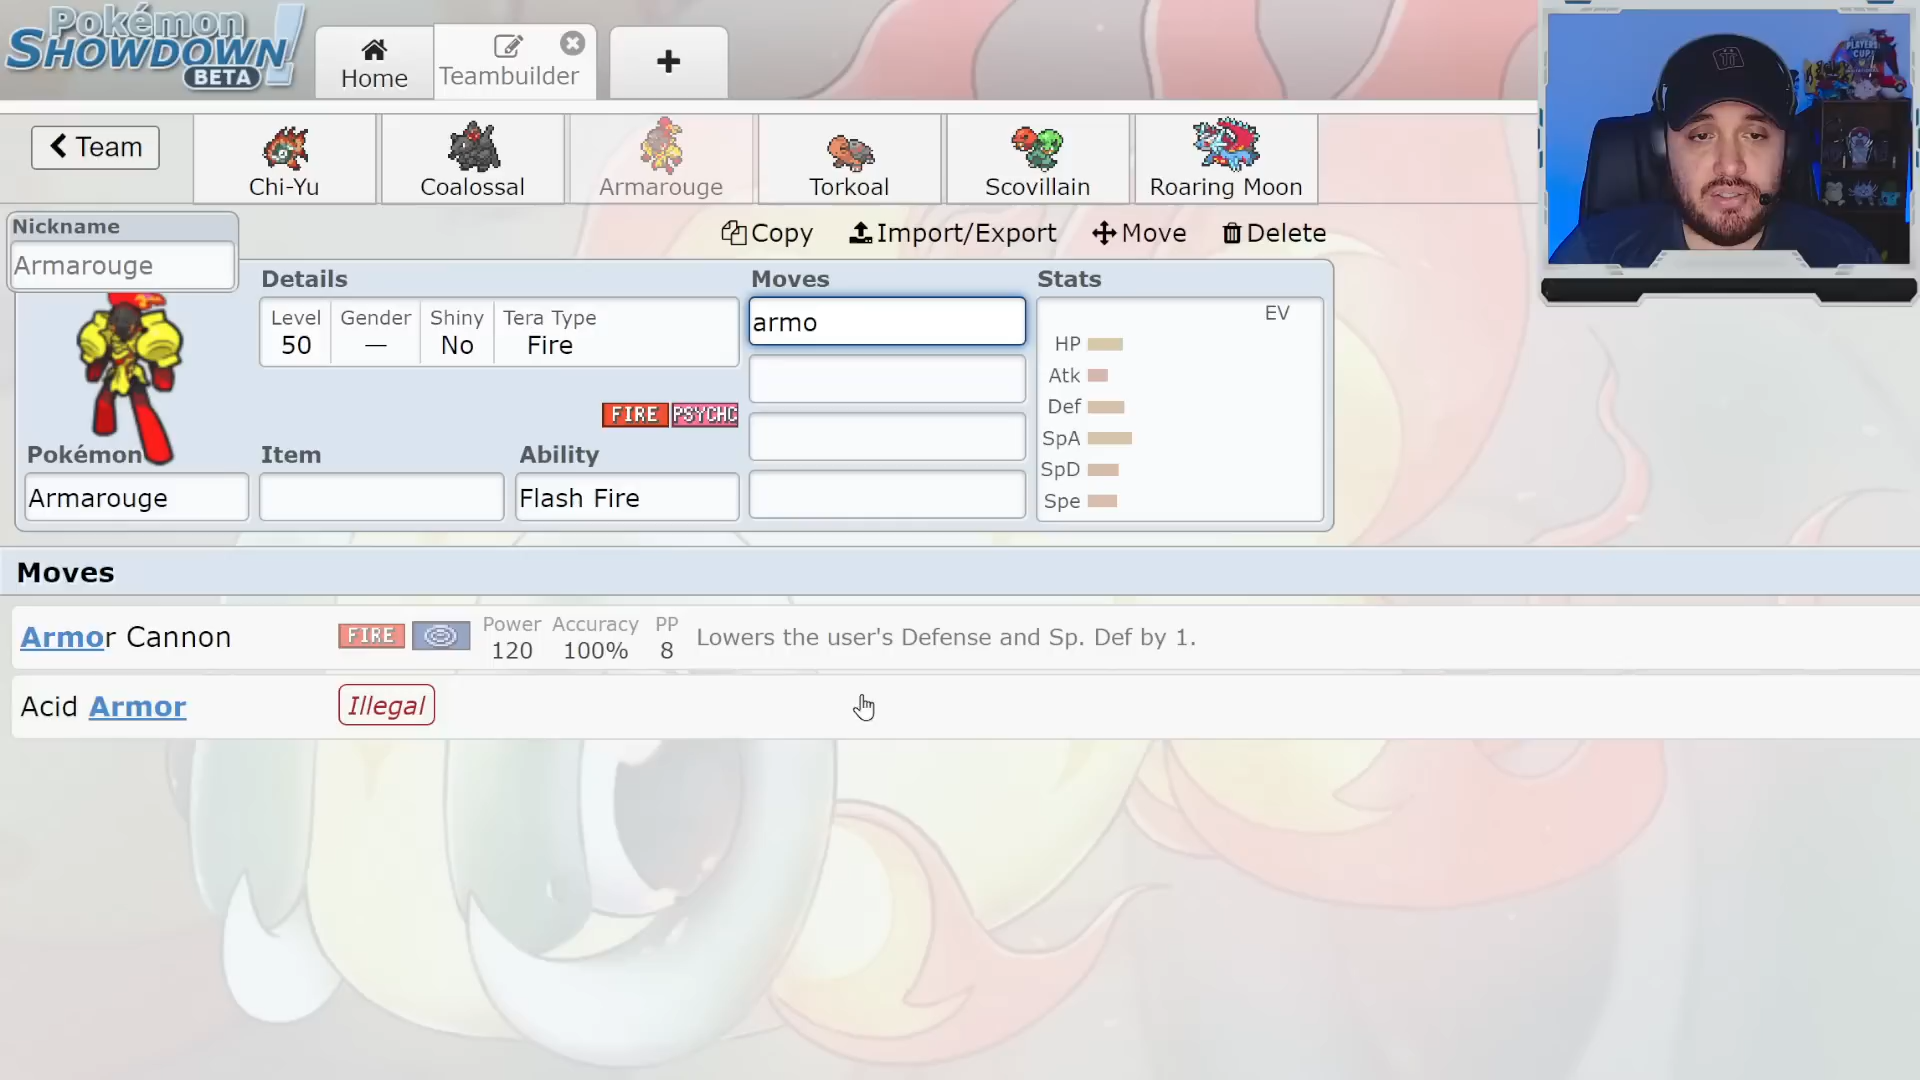 Pokémon
SHOWDOWN!
BETA
Home
Teambuilder
+
Team
Chi-Yu
Coalossal
Armarouge
Torkoal
Scovillain
Roaring Moon
Nickname
Armarouge
Copy
Import/Export
Move
Delete
Details
Level
50
Gender
—
Shiny
No
Tera Type
Fire
FIRE PSYCHC
Pokémon
Armarouge
Item
Ability
Flash Fire
Moves
armo
Stats
EV
HP
Atk
Def
SpA
SpD
Spe
Moves
Armor Cannon
FIRE
Power
120
Accuracy
100%
PP
8
Lowers the user's Defense and Sp. Def by 1.
Acid Armor
Illegal
PLAYERS
CUP